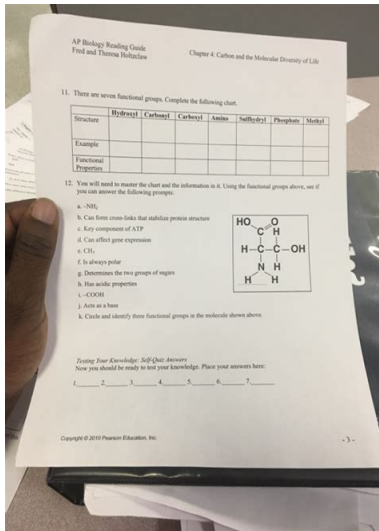 AP Biology Reading Guide
Chapter 4: Carbon and the Molecular Diversity of Life
Fred and Theresa Holtzclaw
11. There are seven functional groups. Complete the following chart.
Hydroxyl Carbonyl Carboxyl Amino Sulfhydryl Phosphate Methyl
Structure
Example
Functional
Properties
12. You will need to master the chart and the information in it. Using the functional groups above, see if
you can answer the following prompts.
a. –NH₂
b. Can form cross-links that stabilize protein structure
c. Key component of ATP
d. Can affect gene expression
e. CH₃
f. Is always polar
g. Determines the two groups of sugars
h. Has acidic properties
i. –COOH
j. Acts as a base
k. Circle and identify three functional groups in the molecule shown above.
HO O
C H
H–C–C–OH
N H
H H
Testing Your Knowledge: Self-Quiz Answers
Now you should be ready to test your knowledge. Place your answers here:
1.____ 2.____ 3.____ 4.____ 5.____ 6.____ 7.____
Copyright © 2010 Pearson Education, Inc.
- 3 -